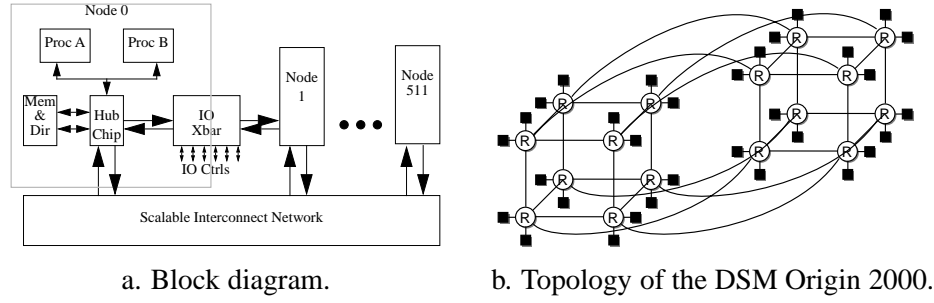 Node 0
Proc A
Proc B
Mem
&
Dir
Hub
Chip
IO
Xbar
IO Ctrls
Node
1
Node
511
Scalable Interconnect Network
a. Block diagram.
R R
R R
R R
R R
R R
R R
R R
R R
b. Topology of the DSM Origin 2000.